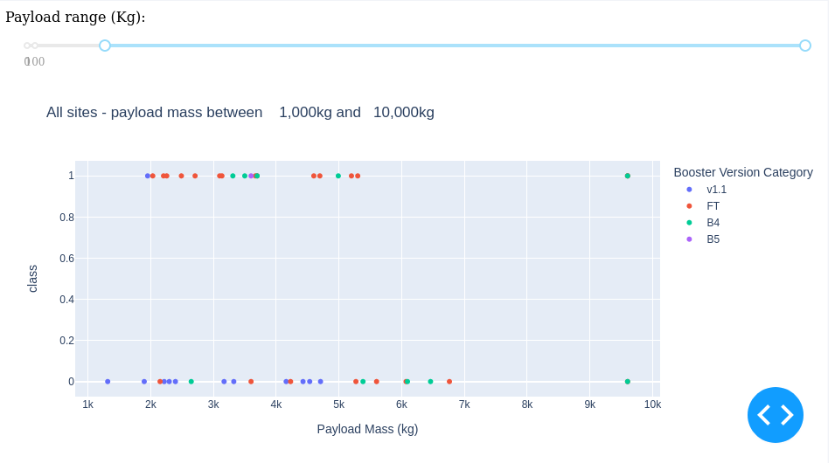 Payload range (Kg):
0
100
All sites - payload mass between 1,000kg and 10,000kg
Booster Version Category
v1.1
FT
B4
B5
class
1
0.8
0.6
0.4
0.2
0
1k 2k 3k 4k 5k 6k 7k 8k 9k 10k
Payload Mass (kg)